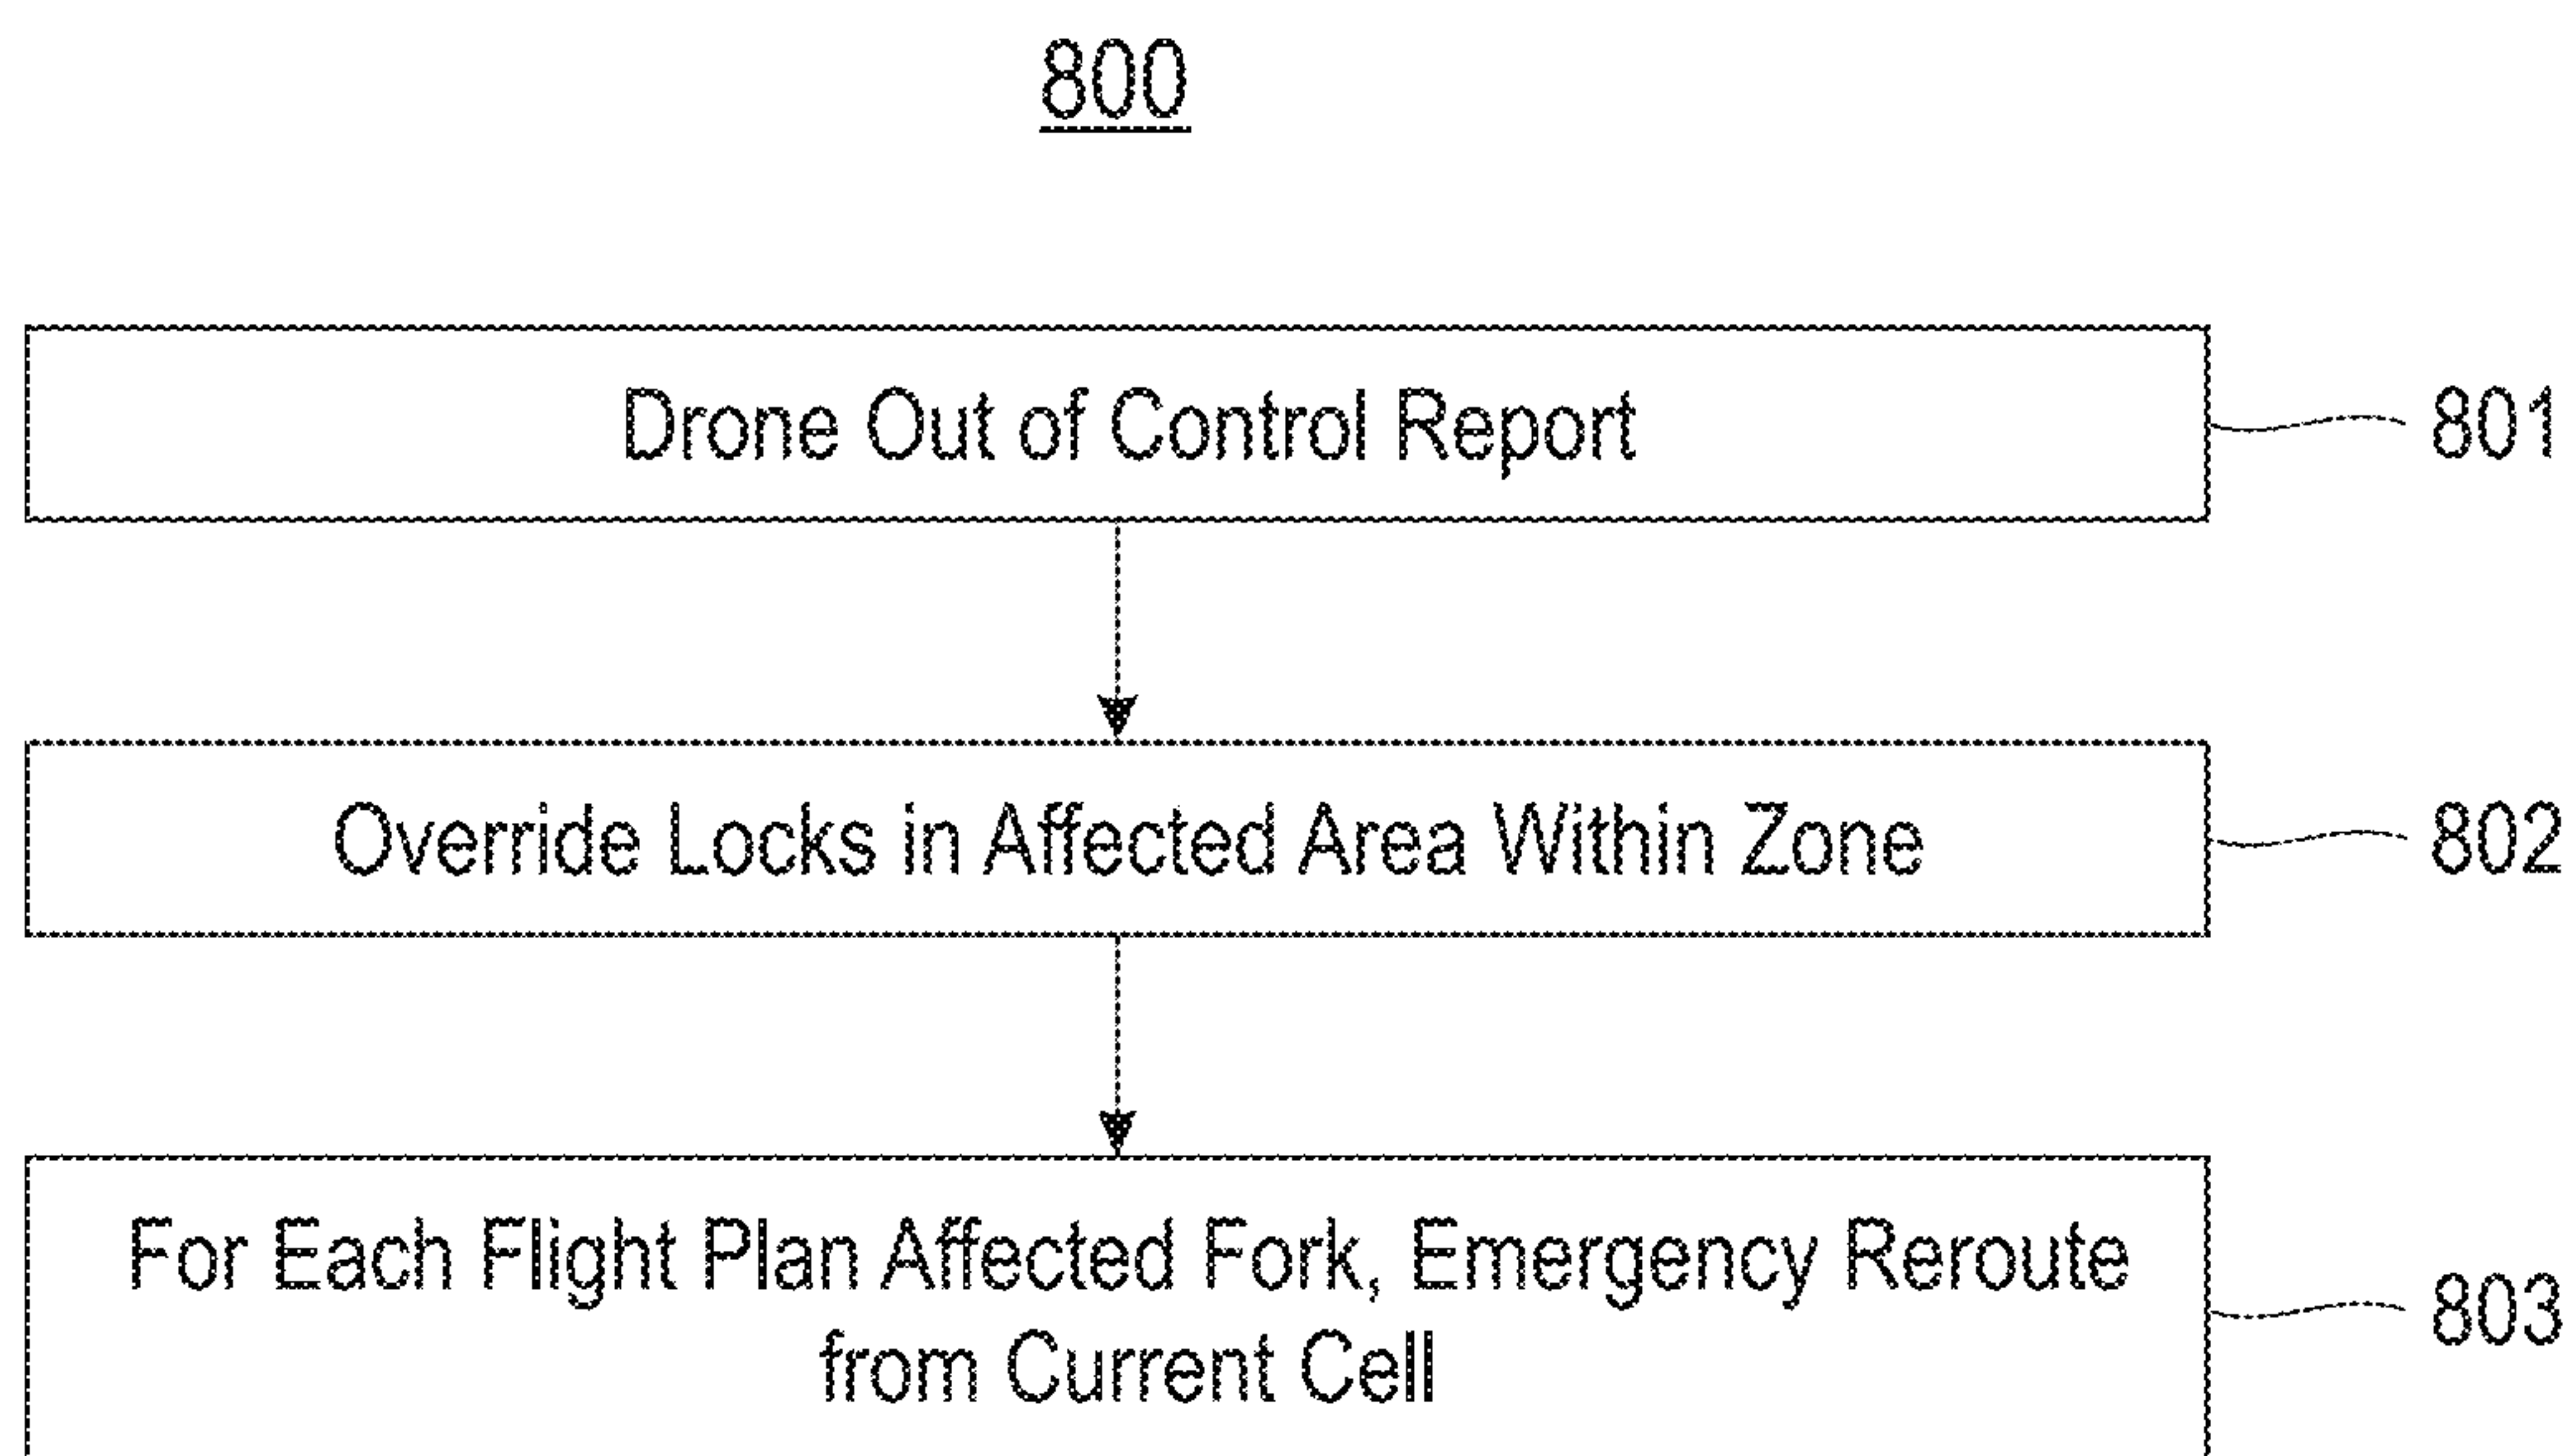 800
Drone Out of Control Report
801
Override Locks in Affected Area Within Zone
802
For Each Flight Plan Affected Fork, Emergency Reroute
from Current Cell
803